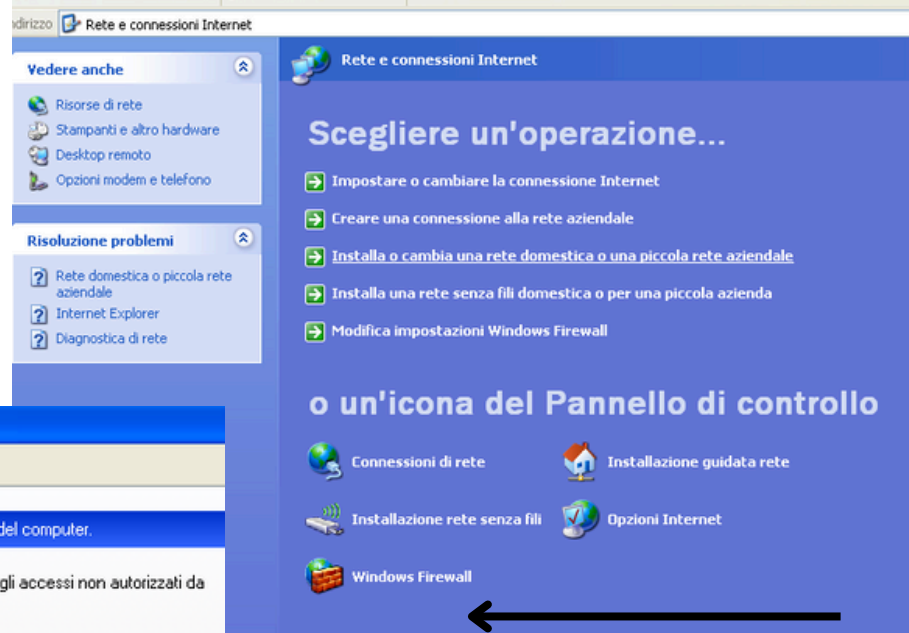 ndirizzo Rete e connessioni Internet
Vedere anche
Risorse di rete
Stampanti e altro hardware
Desktop remoto
Opzioni modem e telefono
Risoluzione problemi
Rete domestica o piccola rete
aziendale
Internet Explorer
Diagnostica di rete
Rete e connessioni Internet
Scegliere un'operazione...
Impostare o cambiare la connessione Internet
Creare una connessione alla rete aziendale
Installa o cambia una rete domestica o una piccola rete aziendale
Installa una rete senza fili domestica o per una piccola azienda
Modifica impostazioni Windows Firewall
o un'icona del Pannello di controllo
Connessioni di rete
Installazione guidata rete
Installazione rete senza fili
Opzioni Internet
Windows Firewall
del computer.
gli accessi non autorizzati da